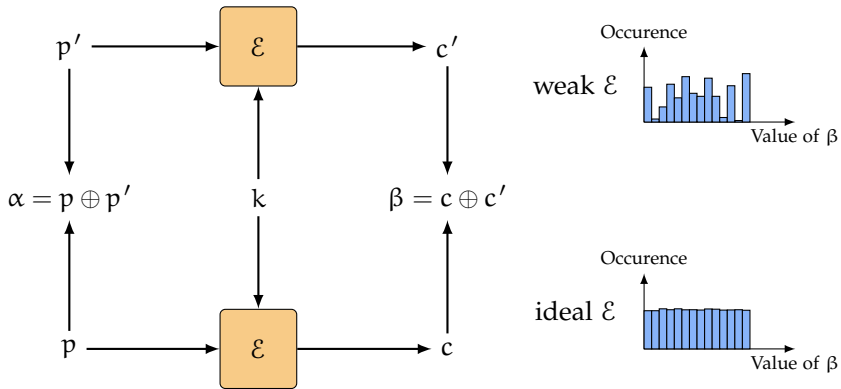 p′ ℰ c′
α = p ⊕ p′ k β = c ⊕ c′
p ℰ c
Occurence
weak ℰ
Value of β
Occurence
ideal ℰ
Value of β